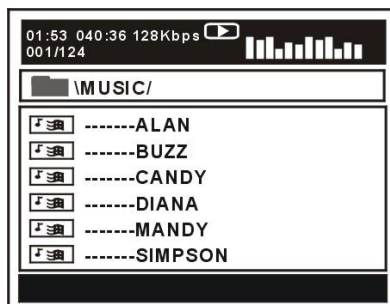 01:53 040:36 128Kbps
001/124
\MUSIC/
-------ALAN
-------BUZZ
-------CANDY
-------DIANA
-------MANDY
-------SIMPSON